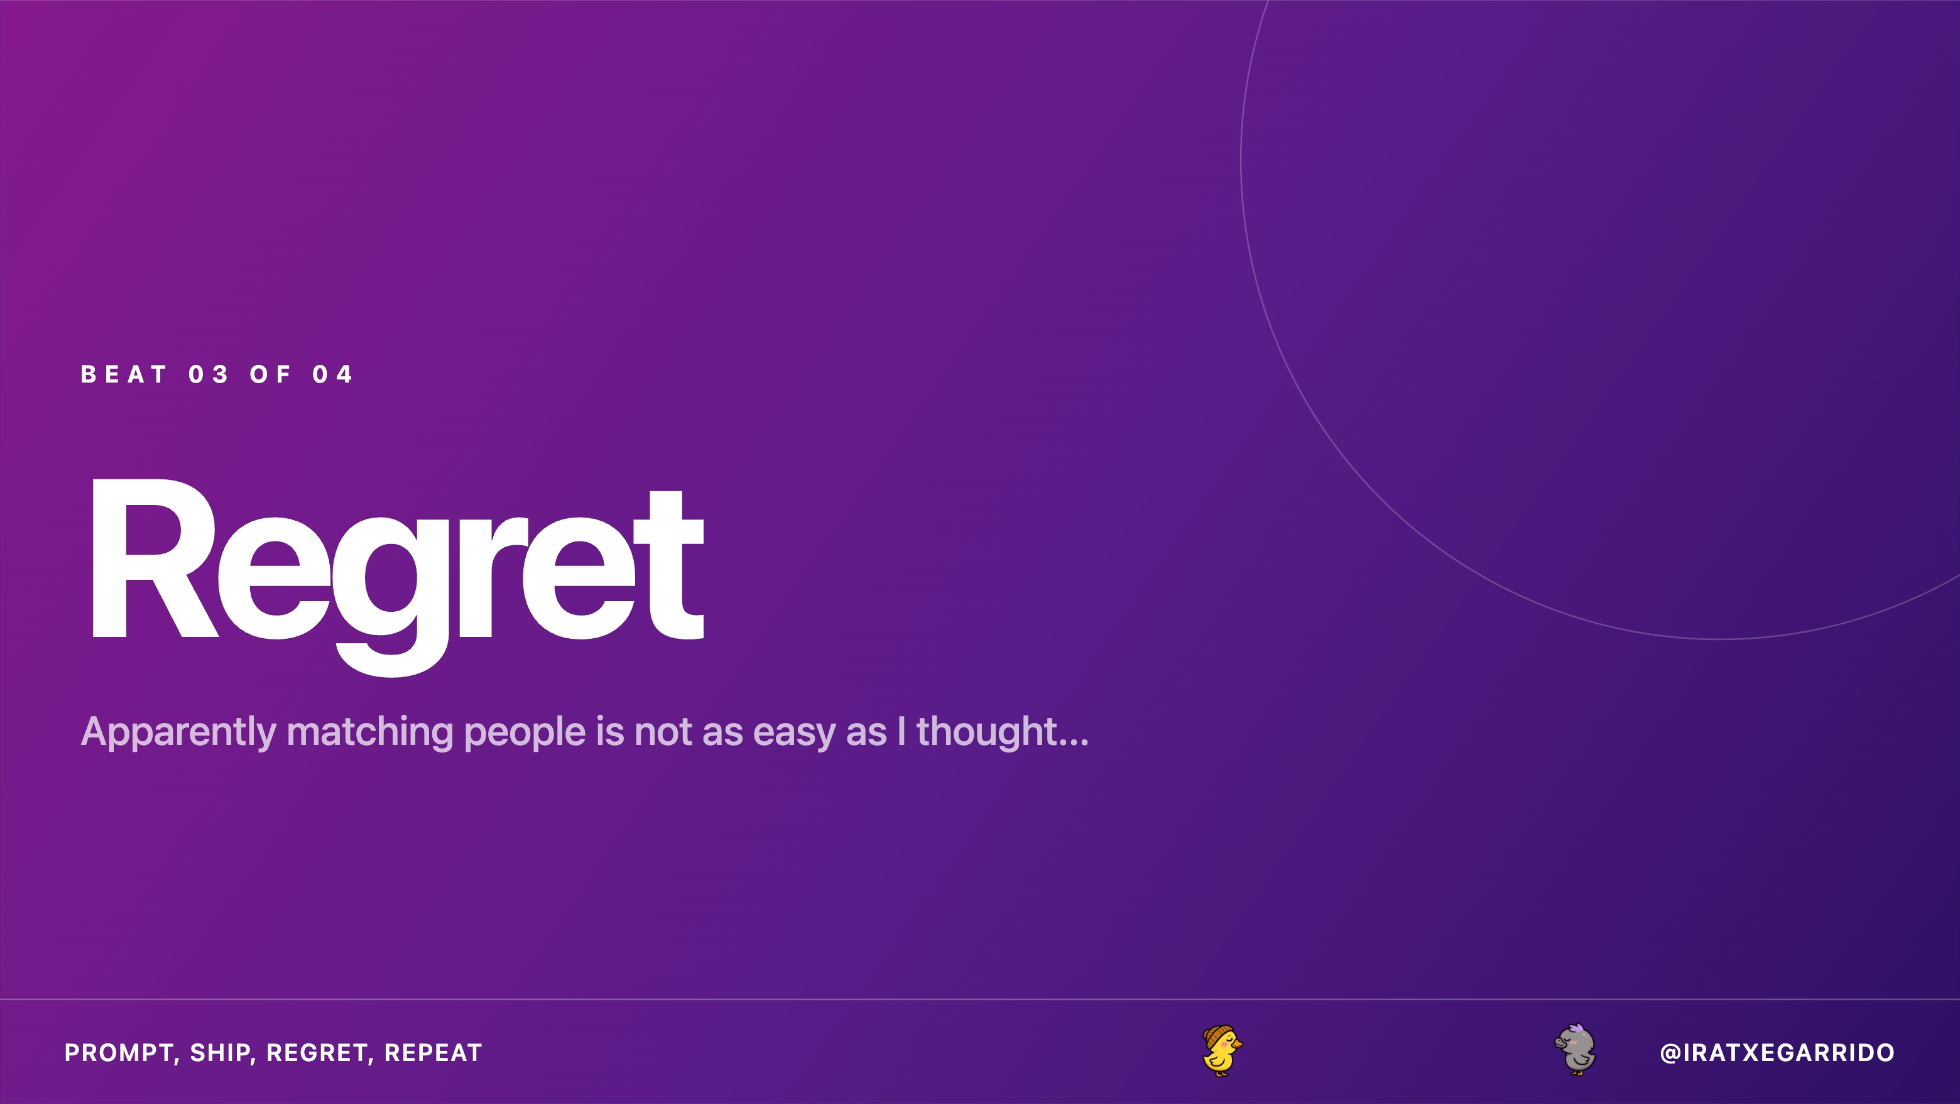 BEAT 03 OF 04
Regret
Apparently matching people is not as easy as I thought...
PROMPT, SHIP, REGRET, REPEAT
@IRATXEGARRIDO